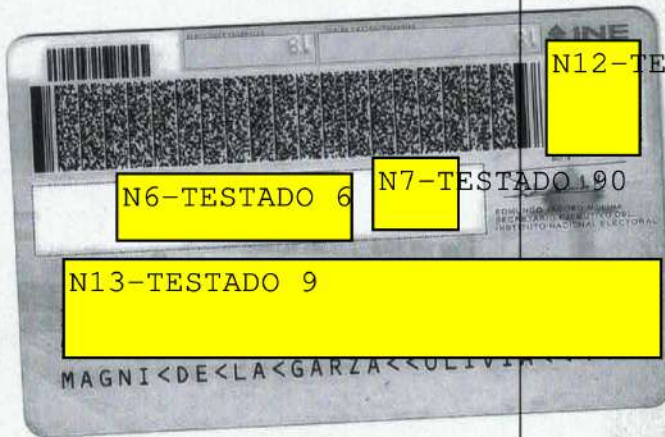 INE
N12-TE
N6-TESTADO 6
N7-TESTADO 90
EDMUNDO JACOBO MOLINA
SECRETARIO EJECUTIVO DEL
INSTITUTO NACIONAL ELECTORAL
N13-TESTADO 9
MAGNI<DE<LA<GARZA<<OLIVIA<